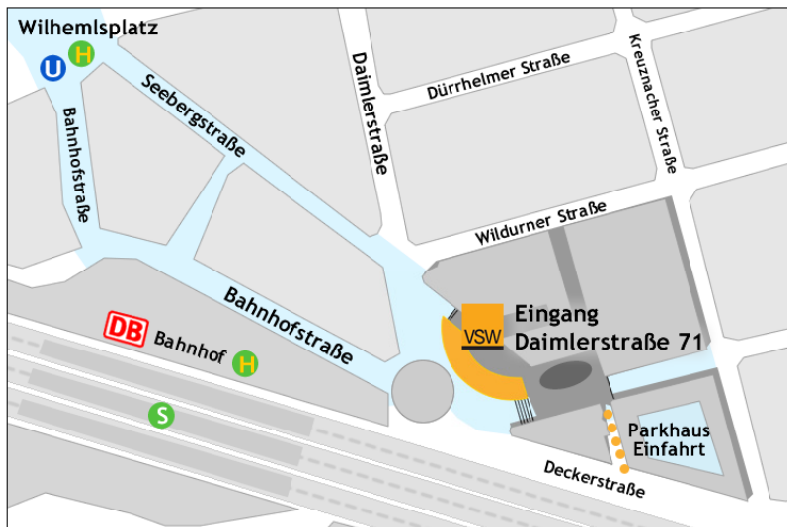 Wilhemlsplatz
U
H
Seebergstraße
Bahnhofstraße
Daimlerstraße
Dürrhelmer Straße
Kreuznacher Straße
Wildurner Straße
Bahnhofstraße
DB
Bahnhof
H
S
VSW
Eingang
Daimlerstraße 71
Parkhaus
Einfahrt
Deckerstraße